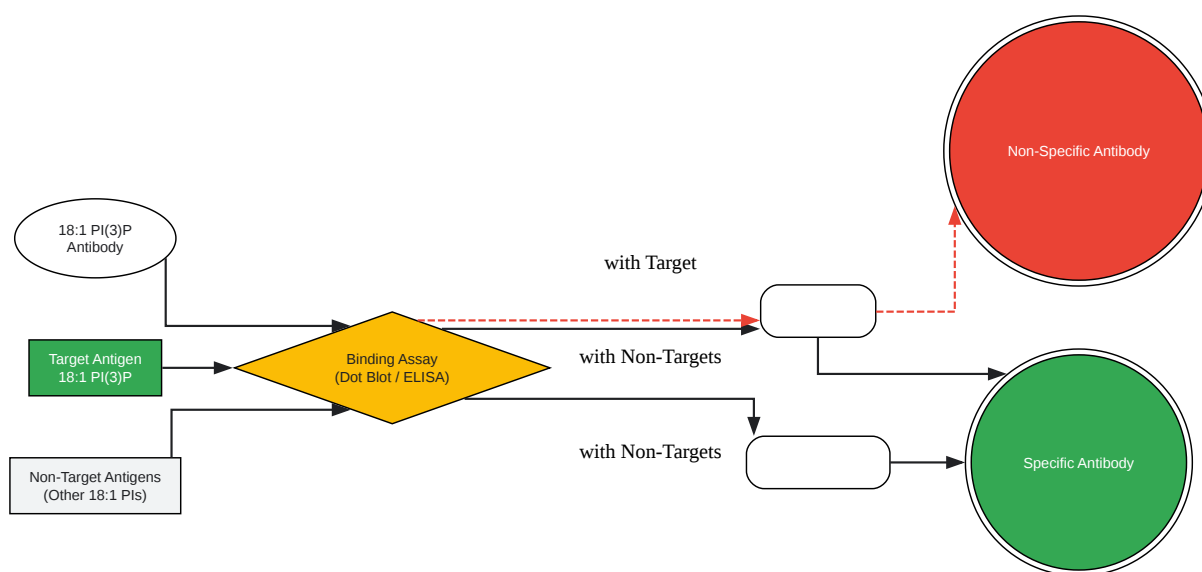 Non-Specific Antibody
18:1 PI(3)P
Antibody
with Target
Target Antigen
18:1 PI(3)P
Binding Assay
(Dot Blot / ELISA)
with Non-Targets
with Non-Targets
Non-Target Antigens
(Other 18:1 PIs)
Specific Antibody